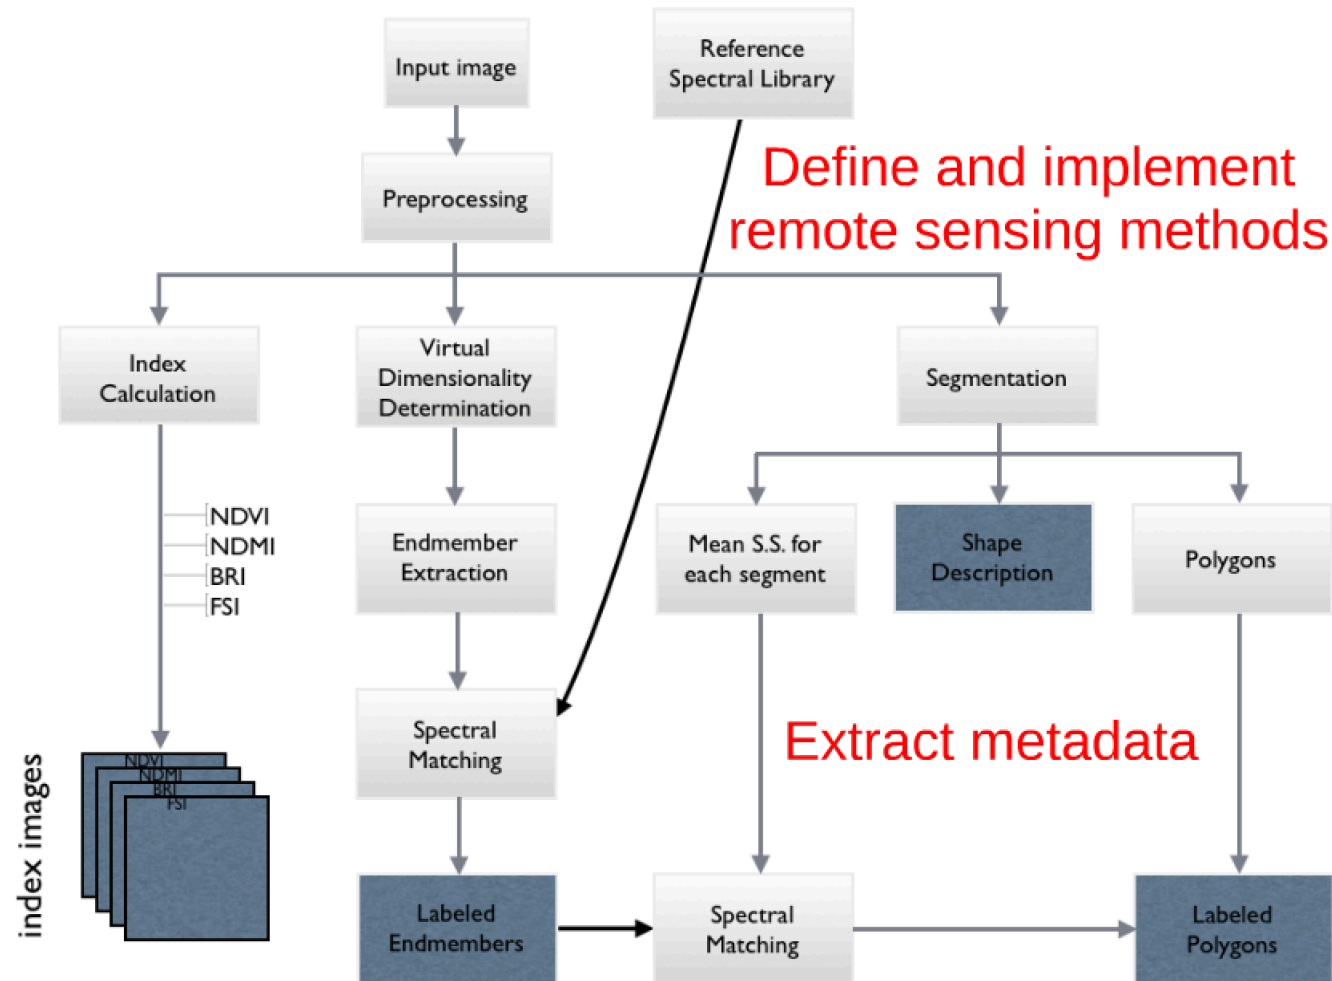 Input image
Reference
Spectral Library
Define and implement
remote sensing methods
Preprocessing
Index
Calculation
Virtual
Dimensionality
Determination
Segmentation
NDVI
NDMI
BRI
FSI
Endmember
Extraction
Mean S.S. for
each segment
Shape
Description
Polygons
Spectral
Matching
Extract metadata
index images
NDVI
NDMI
BRI
FSI
Labeled
Endmembers
Spectral
Matching
Labeled
Polygons